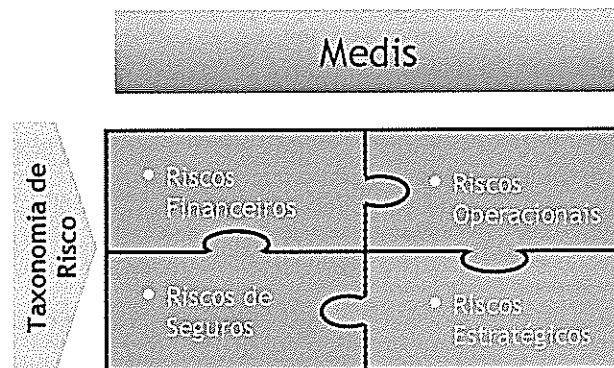 Medis
Taxonomia de
Risco
• Riscos
Financeiros
• Riscos
Operacionais
• Riscos de
Seguros
• Riscos
Estratégicos